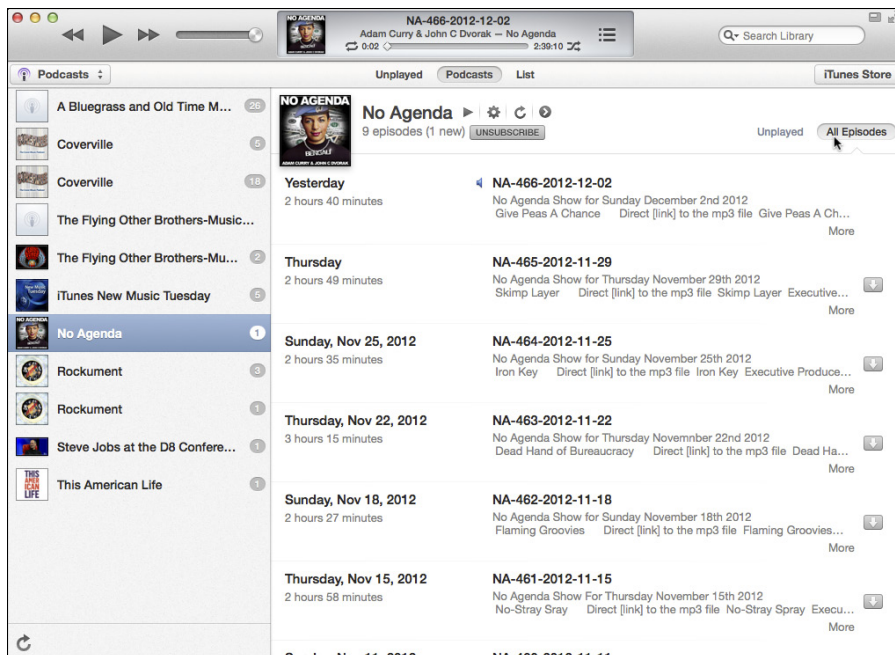 NA-466-2012-12-02
Adam Curry & John C Dvorak — No Agenda
0:02
2:39:10
Search Library
Podcasts
Unplayed
Podcasts
List
iTunes Store
A Bluegrass and Old Time M... 26
Coverville 5
Coverville 18
The Flying Other Brothers-Music...
The Flying Other Brothers-Mu... 2
iTunes New Music Tuesday 5
No Agenda 1
Rockument 3
Rockument 1
Steve Jobs at the D8 Confere... 1
This American Life 1
NO AGENDA
ADAM CURRY & JOHN C DVORAK
THIS
AMER
ICAN
LIFE
No Agenda
9 episodes (1 new) UNSUBSCRIBE
Unplayed
All Episodes
Yesterday
2 hours 40 minutes
NA-466-2012-12-02
No Agenda Show for Sunday December 2nd 2012
Give Peas A Chance Direct [link] to the mp3 file Give Peas A Ch...
More
Thursday
2 hours 49 minutes
NA-465-2012-11-29
No Agenda Show for Thursday November 29th 2012
Skimp Layer Direct [link] to the mp3 file Skimp Layer Executive...
More
Sunday, Nov 25, 2012
2 hours 35 minutes
NA-464-2012-11-25
No Agenda Show for Sunday November 25th 2012
Iron Key Direct [link] to the mp3 file Iron Key Executive Produce...
More
Thursday, Nov 22, 2012
3 hours 15 minutes
NA-463-2012-11-22
No Agenda Show for Thursday Novemnber 22nd 2012
Dead Hand of Bureaucracy Direct [link] to the mp3 file Dead Ha...
More
Sunday, Nov 18, 2012
2 hours 27 minutes
NA-462-2012-11-18
No Agenda Show for Sunday November 18th 2012
Flaming Groovies Direct [link] to the mp3 file Flaming Groovies...
More
Thursday, Nov 15, 2012
2 hours 58 minutes
NA-461-2012-11-15
No Agenda Show For Thursday November 15th 2012
No-Stray Sray Direct [link] to the mp3 file No-Stray Spray Execu...
More